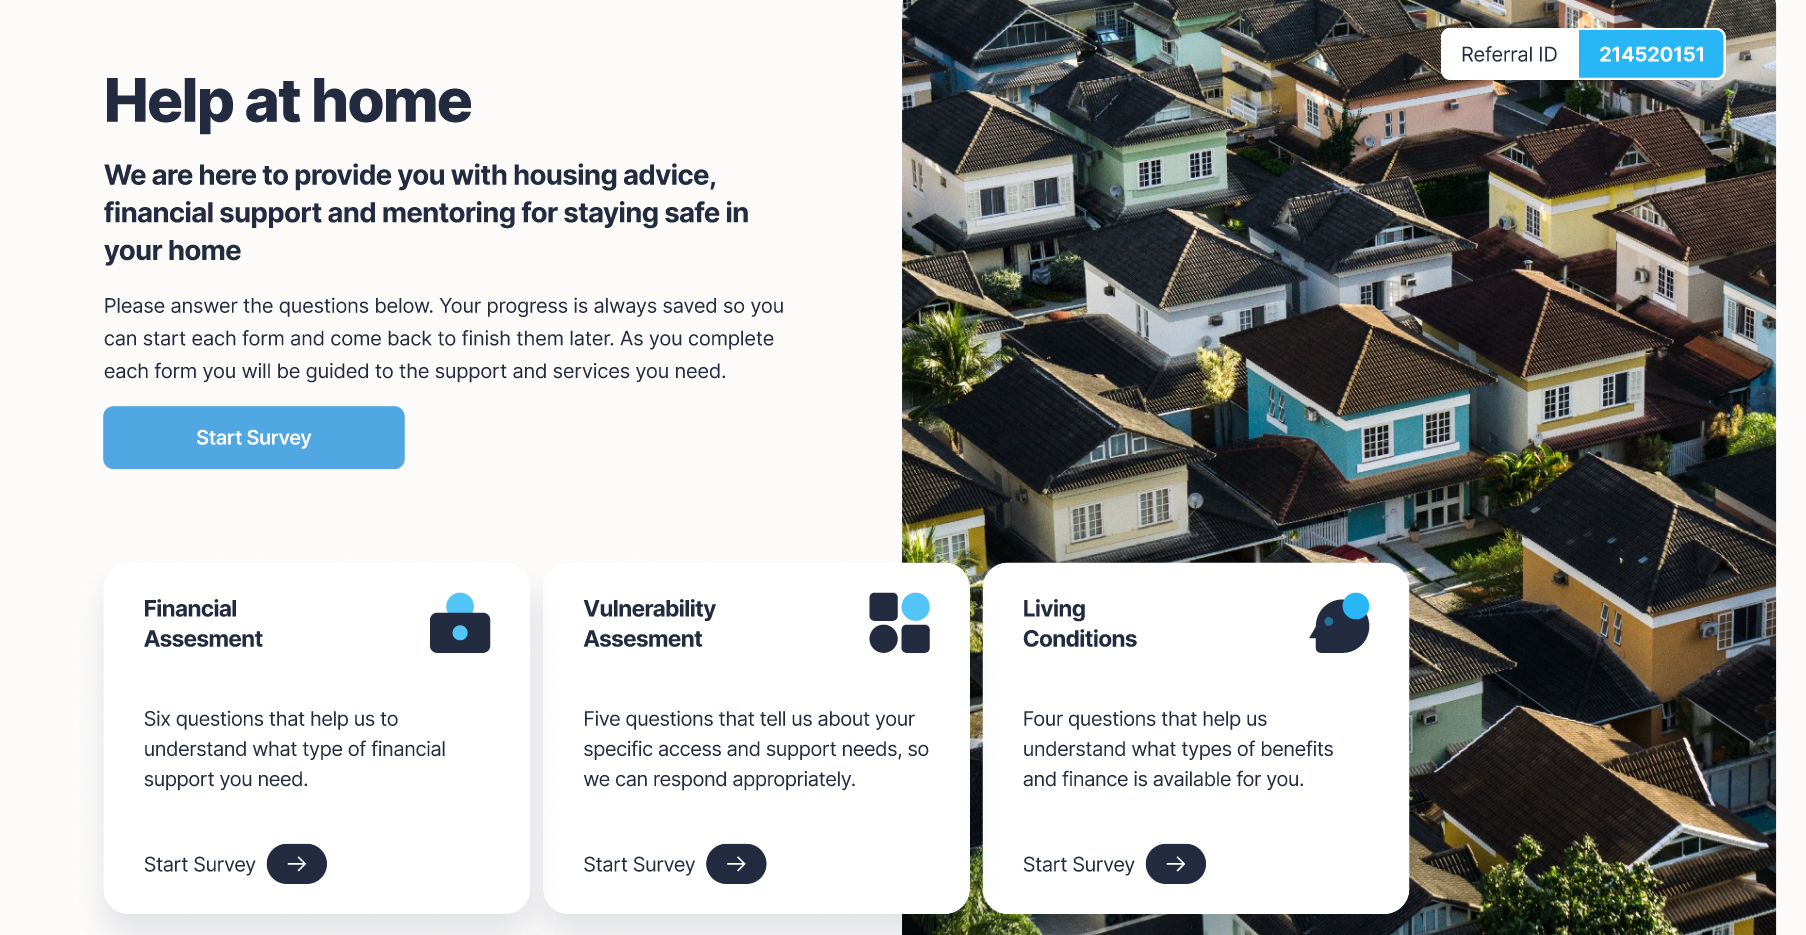 Referral ID 214520151
Help at home
We are here to provide you with housing advice,
financial support and mentoring for staying safe in
your home
Please answer the questions below. Your progress is always saved so you
can start each form and come back to finish them later. As you complete
each form you will be guided to the support and services you need.
Start Survey
Financial
Assesment
Six questions that help us to
understand what type of financial
support you need.
Start Survey
Vulnerability
Assesment
Five questions that tell us about your
specific access and support needs, so
we can respond appropriately.
Start Survey
Living
Conditions
Four questions that help us
understand what types of benefits
and finance is available for you.
Start Survey